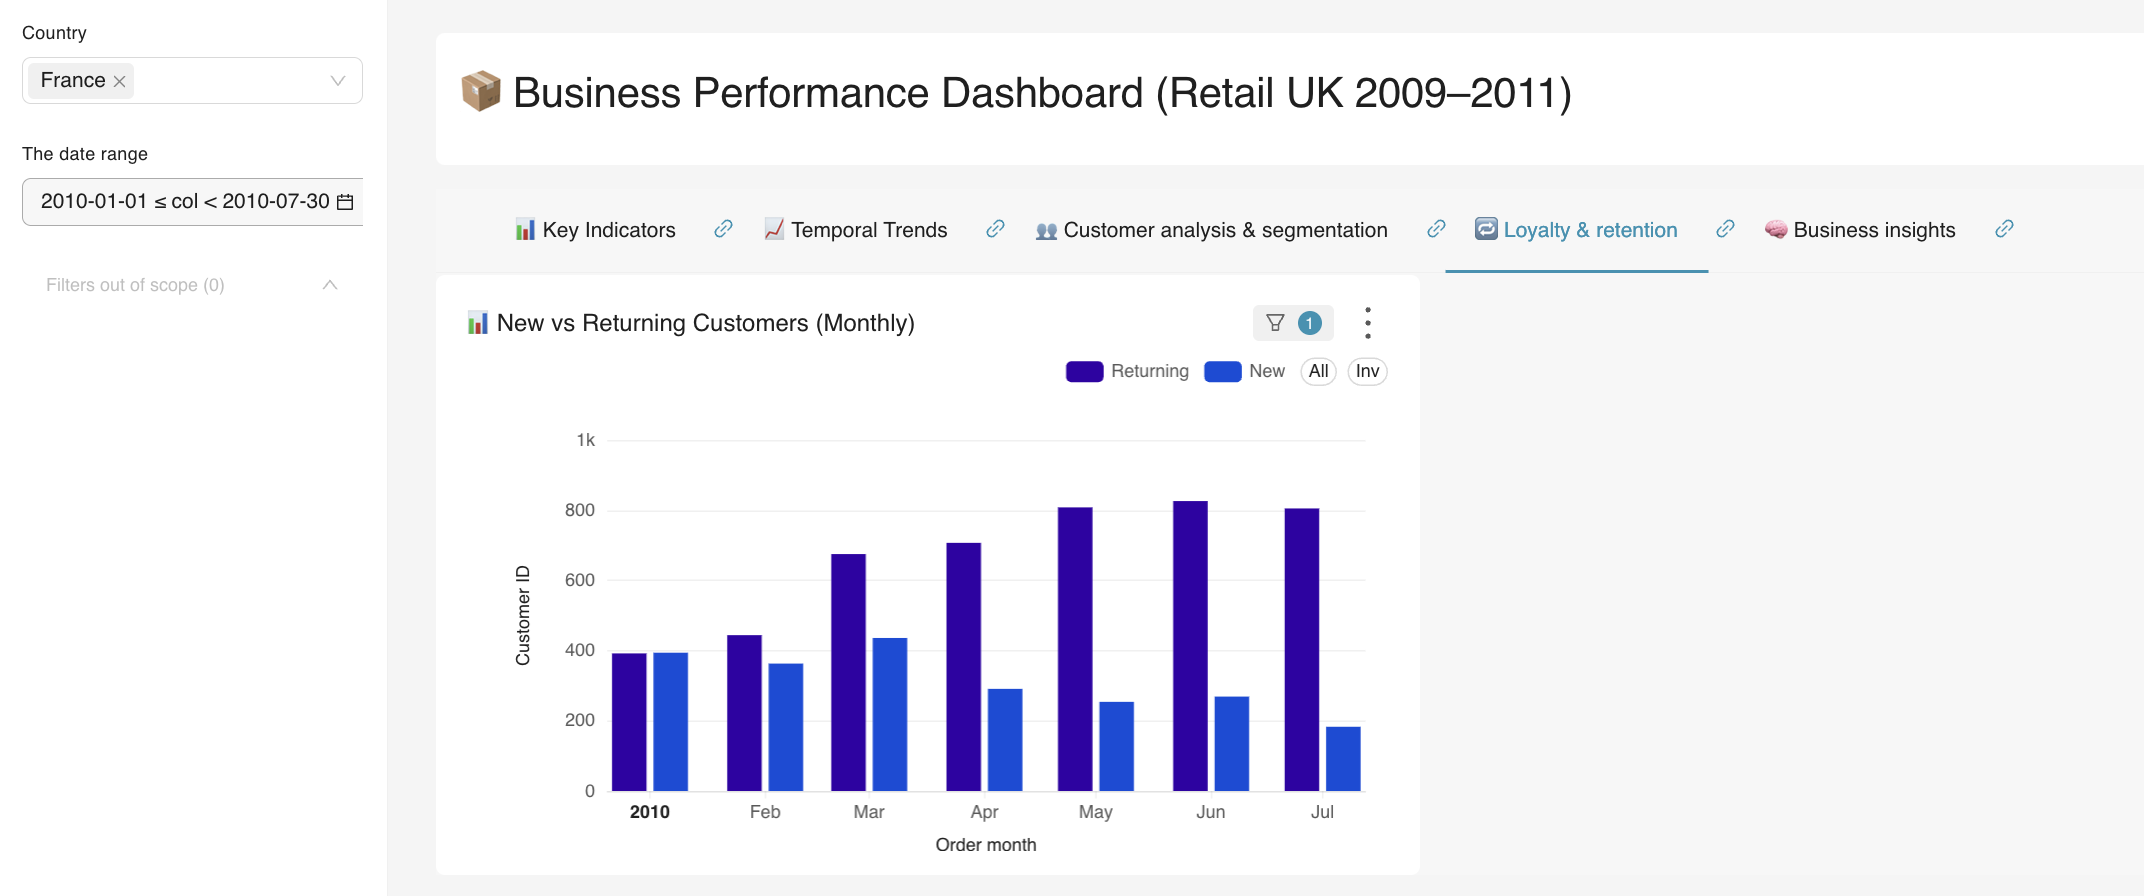 Country
France
The date range
2010-01-01 ≤ col < 2010-07-30
Filters out of scope (0)
Business Performance Dashboard (Retail UK 2009–2011)
Key Indicators
Temporal Trends
Customer analysis & segmentation
Loyalty & retention
Business insights
New vs Returning Customers (Monthly)
1
Returning
New
All
Inv
1k
800
600
400
200
0
Customer ID
2010
Feb
Mar
Apr
May
Jun
Jul
Order month